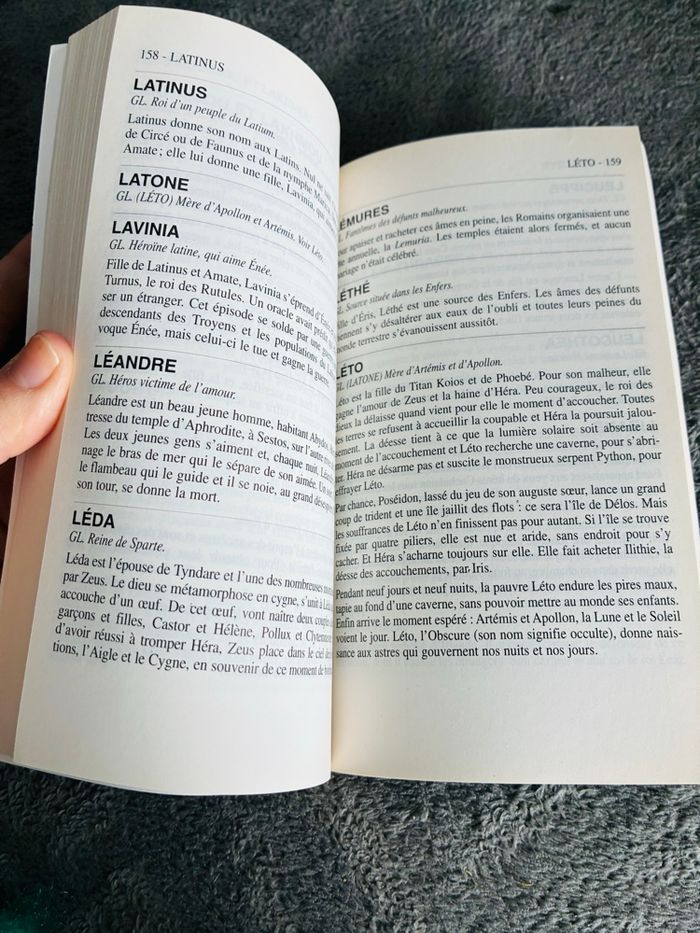 158 - LATINUS
LATINUS
GL. Roi d'un peuple du Latium.
Latinus donne son nom aux Latins. Nul ne
de Circé ou de Faunus et de la nymphe
Amate ; elle lui donne une fille, Lavinia, qui
LATONE
GL. (LÉTO) Mère d'Apollon et Artémis. Voir Léto.
LAVINIA
GL. Héroïne latine, qui aime Énée.
Fille de Latinus et Amate, Lavinia s'éprend
Turnus, le roi des Rutules. Un oracle avant
ser un étranger. Cet épisode se solde par une
descendants des Troyens et les populations du
voque Énée, mais celui-ci le tue et gagne la guerre.
LÉANDRE
GL. Héros victime de l'amour.
Léandre est un beau jeune homme, habitant Abydos
tresse du temple d'Aphrodite, à Sestos, sur l'autre
Les deux jeunes gens s'aiment et, chaque nuit,
nage le bras de mer qui le sépare de son aimée. Un
le flambeau qui le guide et il se noie, au grand
son tour, se donne la mort.
LÉDA
GL. Reine de Sparte.
Léda est l'épouse de Tyndare et l'une des nombreuses
par Zeus. Le dieu se métamorphose en cygne, s'unit à
accouche d'un œuf. De cet œuf, vont naître deux
garçons et filles, Castor et Hélène, Pollux et
d'avoir réussi à tromper Héra, Zeus place dans le ciel
tions, l'Aigle et le Cygne, en souvenir de ce moment de
LÉTO - 159
ÉMURES
GL. Fantômes des défunts malheureux.
our apaiser et racheter ces âmes en peine, les Romains organisaient une
annuelle, la Lemuria. Les temples étaient alors fermés, et aucun
ariage n'était célébré.
LÉTHÉ
GL. Source située dans les Enfers.
ille d'Éris, Léthé est une source des Enfers. Les âmes des défunts
iennent s'y désaltérer aux eaux de l'oubli et toutes leurs peines du
monde terrestre s'évanouissent aussitôt.
LÉTO
GL (LATONE) Mère d'Artémis et d'Apollon.
Léto est la fille du Titan Koios et de Phoebé. Pour son malheur, elle
gagne l'amour de Zeus et la haine d'Héra. Peu courageux, le roi des
dieux la délaisse quand vient pour elle le moment d'accoucher. Toutes
les terres se refusent à accueillir la coupable et Héra la poursuit jalou-
sement. La déesse tient à ce que la lumière solaire soit absente au
moment de l'accouchement et Léto recherche une caverne, pour s'abri-
ter. Héra ne désarme pas et suscite le monstrueux serpent Python, pour
effrayer Léto.
Par chance, Poséidon, lassé du jeu de son auguste sœur, lance un grand
coup de trident et une île jaillit des flots : ce sera l'île de Délos. Mais
les souffrances de Léto n'en finissent pas pour autant. Si l'île se trouve
fixée par quatre piliers, elle est nue et aride, sans endroit pour s'y
cacher. Et Héra s'acharne toujours sur elle. Elle fait acheter Ilithie, la
déesse des accouchements, par Iris.
Pendant neuf jours et neuf nuits, la pauvre Léto endure les pires maux,
tapie au fond d'une caverne, sans pouvoir mettre au monde ses enfants.
Enfin arrive le moment espéré : Artémis et Apollon, la Lune et le Soleil
voient le jour. Léto, l'Obscure (son nom signifie occulte), donne nais-
sance aux astres qui gouvernent nos nuits et nos jours.